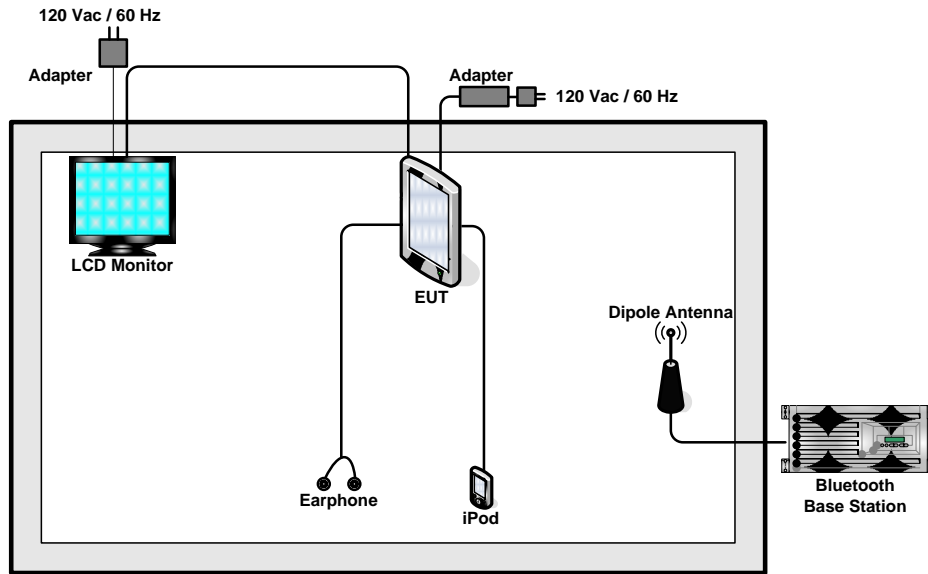 120 Vac / 60 Hz
Adapter
Adapter
120 Vac / 60 Hz
LCD Monitor
EUT
Dipole Antenna
Earphone
iPod
Bluetooth
Base Station